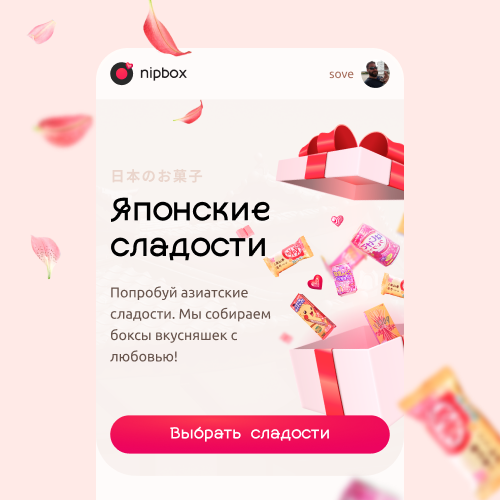 nipbox
sove
日本のお菓子
Японские
сладости
Попробуй азиатские
сладости. Мы собираем
боксы вкусняшек с
любовью!
Выбрать сладости